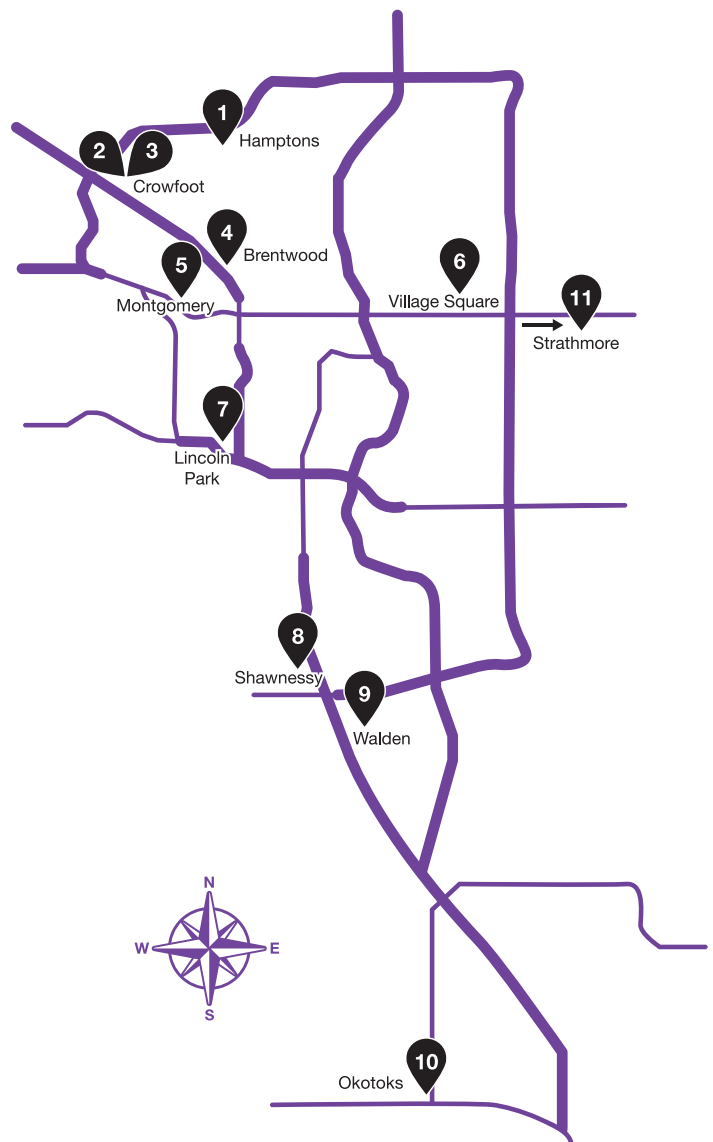 1
Hamptons
2
3
Crowfoot
4
Brentwood
5
Montgomery
6
Village Square
11
Strathmore
7
Lincoln
Park
8
Shawnessy
9
Walden
N
W
E
S
10
Okotoks